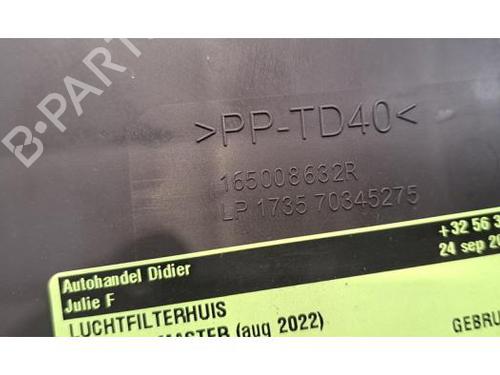 >PP-TD40<
165008632R
LP 1735 70345275
Autohandel Didier
+32 56 3
Julie F
24 sep 20
LUCHTFILTERHUIS
MASTER (aug 2022)
GEBRU
B